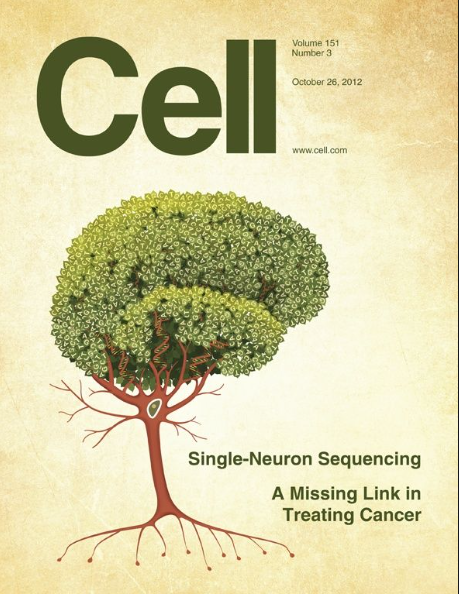 Cell
Volume 151
Number 3
October 26, 2012
www.cell.com
Single-Neuron Sequencing
A Missing Link in
Treating Cancer